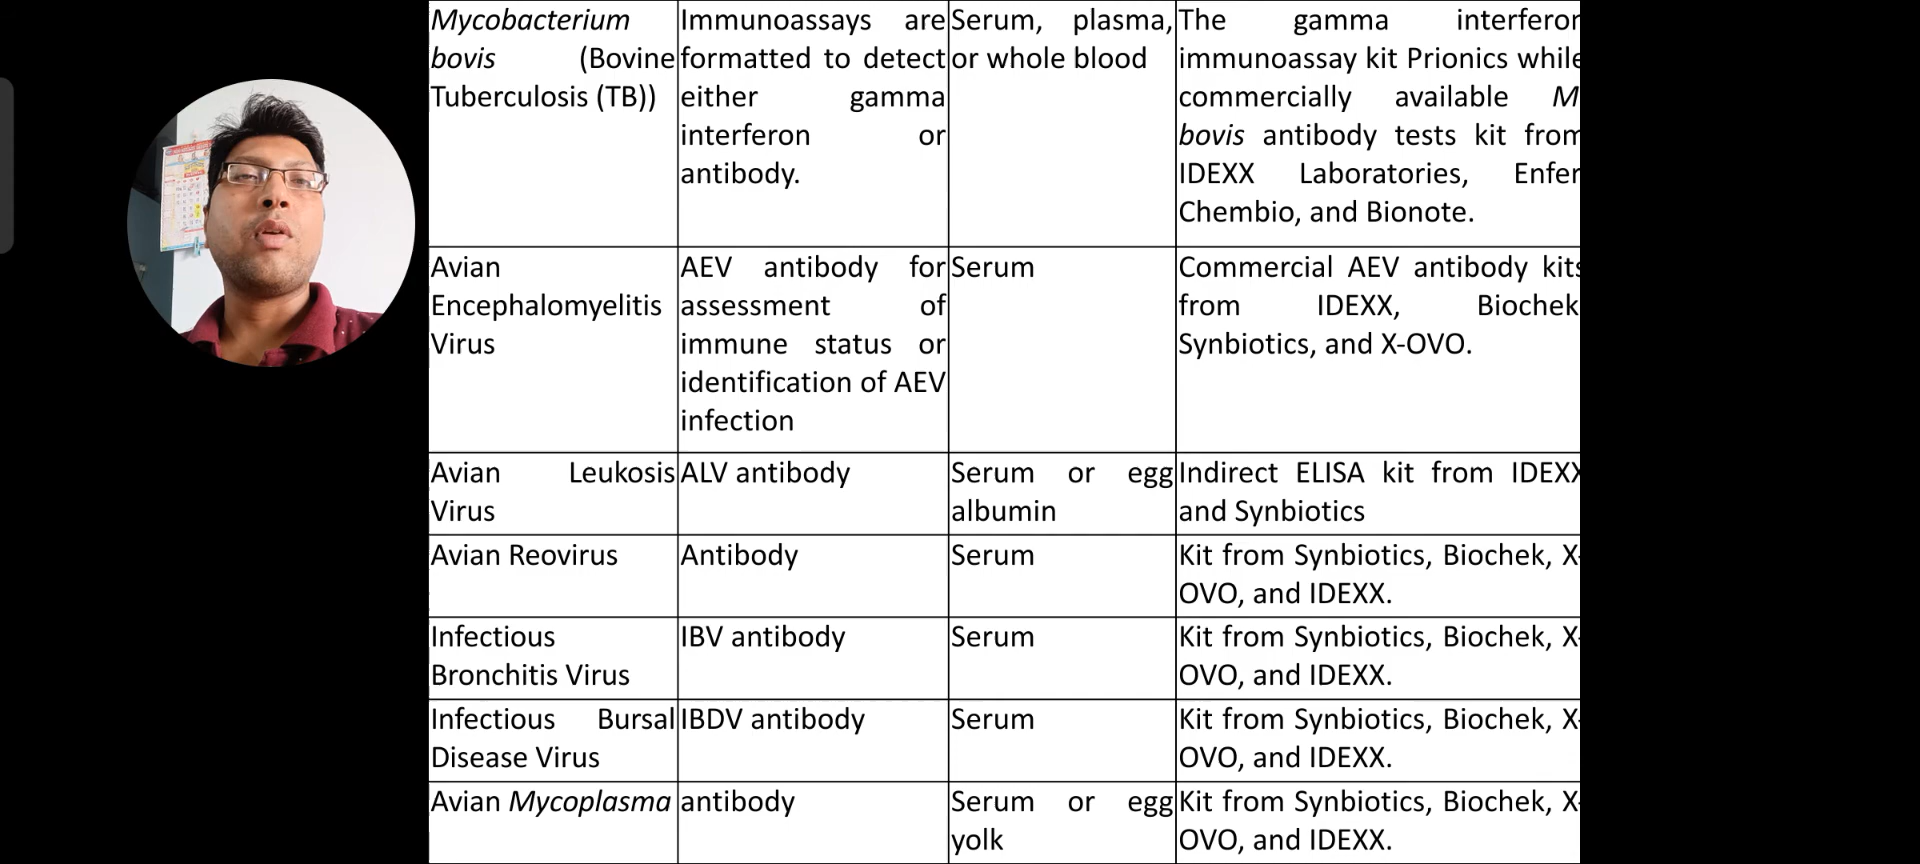 Mycobacterium
bovis (Bovine
Tuberculosis (TB))
Immunoassays are
formatted to detect
either gamma
interferon or
antibody.
Serum, plasma,
or whole blood
The gamma interferon
immunoassay kit Prionics while
commercially available M
bovis antibody tests kit from
IDEXX Laboratories, Enfer
Chembio, and Bionote.
Avian
Encephalomyelitis
Virus
AEV antibody for
assessment of
immune status or
identification of AEV
infection
Serum
Commercial AEV antibody kits
from IDEXX, Biochek
Synbiotics, and X-OVO.
Avian Leukosis
Virus
ALV antibody
Serum or egg
albumin
Indirect ELISA kit from IDEXX
and Synbiotics
Avian Reovirus
Antibody
Serum
Kit from Synbiotics, Biochek, X-
OVO, and IDEXX.
Infectious
Bronchitis Virus
IBV antibody
Serum
Kit from Synbiotics, Biochek, X-
OVO, and IDEXX.
Infectious Bursal
Disease Virus
IBDV antibody
Serum
Kit from Synbiotics, Biochek, X-
OVO, and IDEXX.
Avian Mycoplasma
antibody
Serum or egg
yolk
Kit from Synbiotics, Biochek, X-
OVO, and IDEXX.